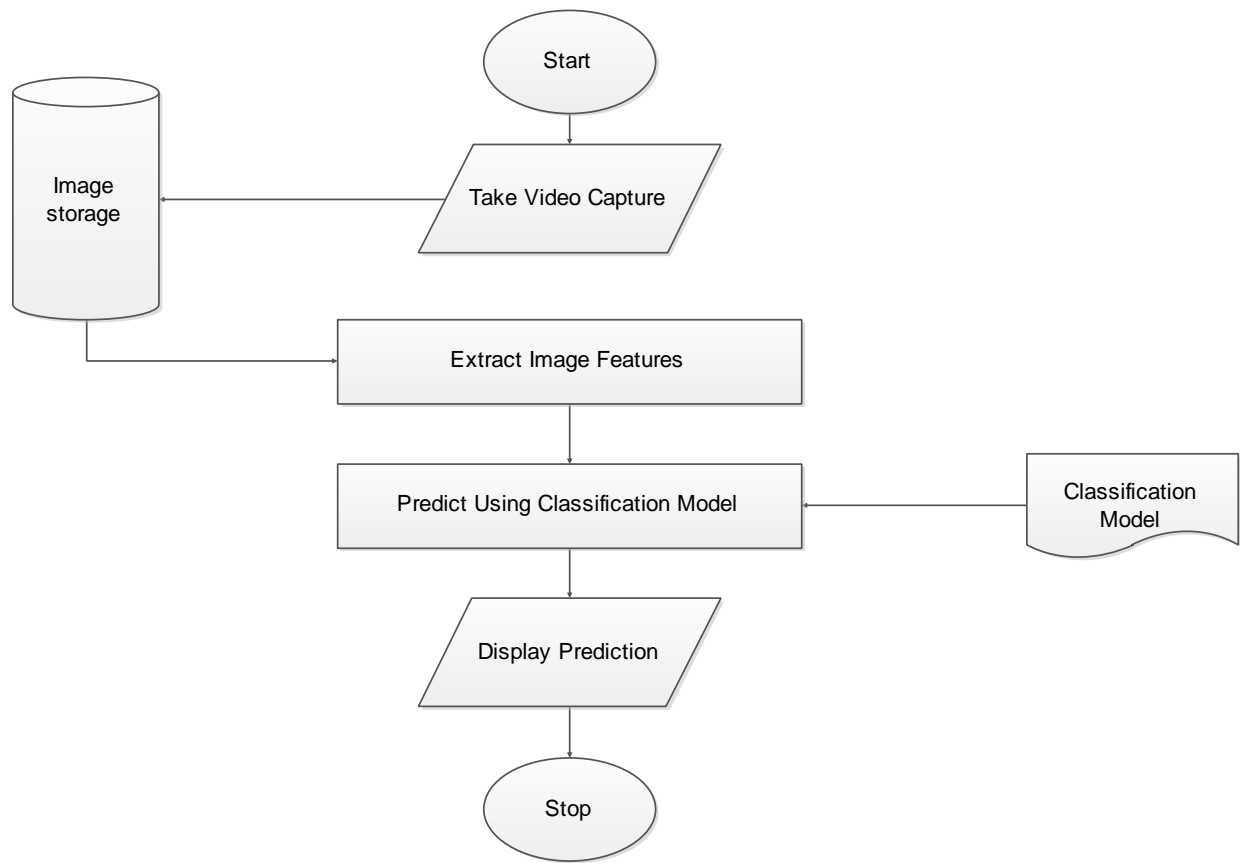 Start
Image
storage
Take Video Capture
Extract Image Features
Predict Using Classification Model
Classification
Model
Display Prediction
Stop